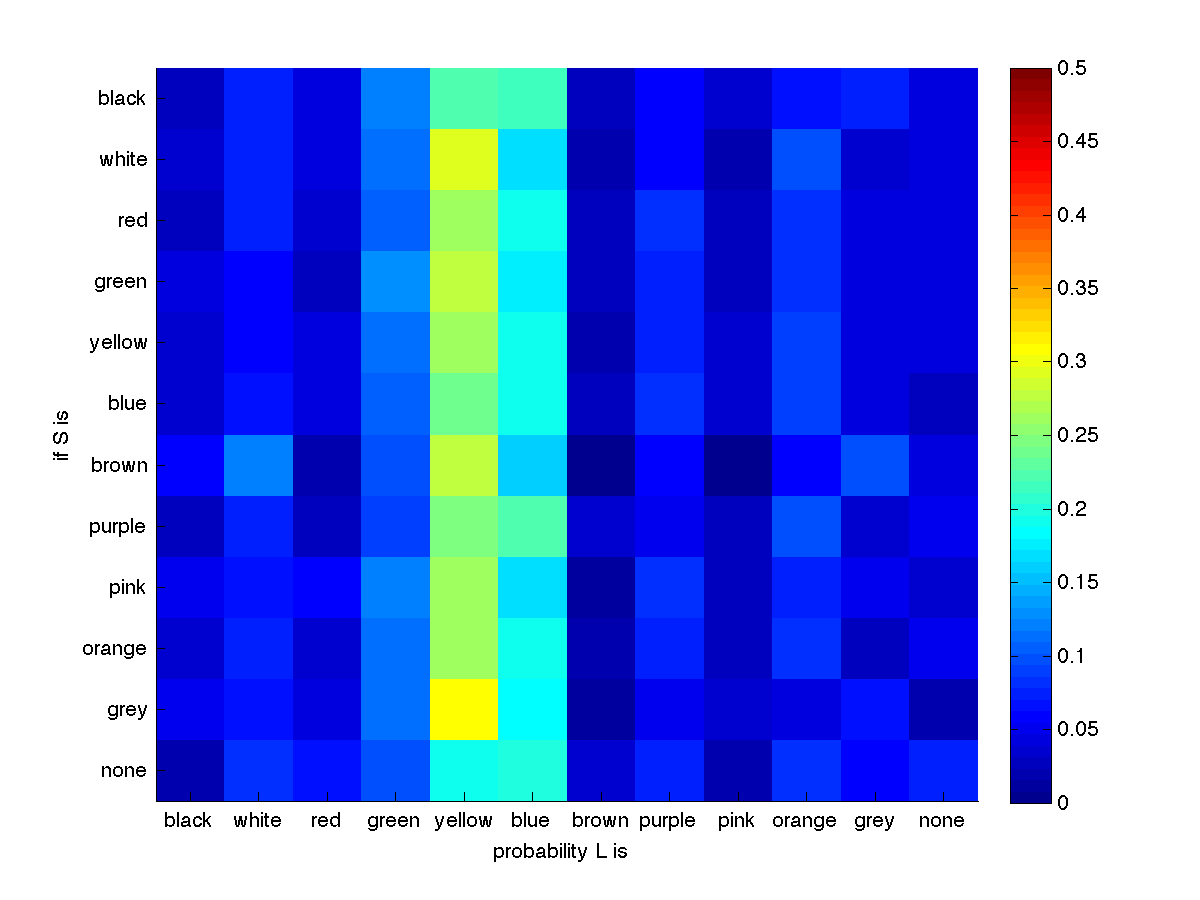 black
white
red
green
yellow
blue
brown
purple
pink
orange
grey
none
if S is
black white red green yellow blue brown purple pink orange grey none
probability L is
0.5
0.45
0.4
0.35
0.3
0.25
0.2
0.15
0.1
0.05
0